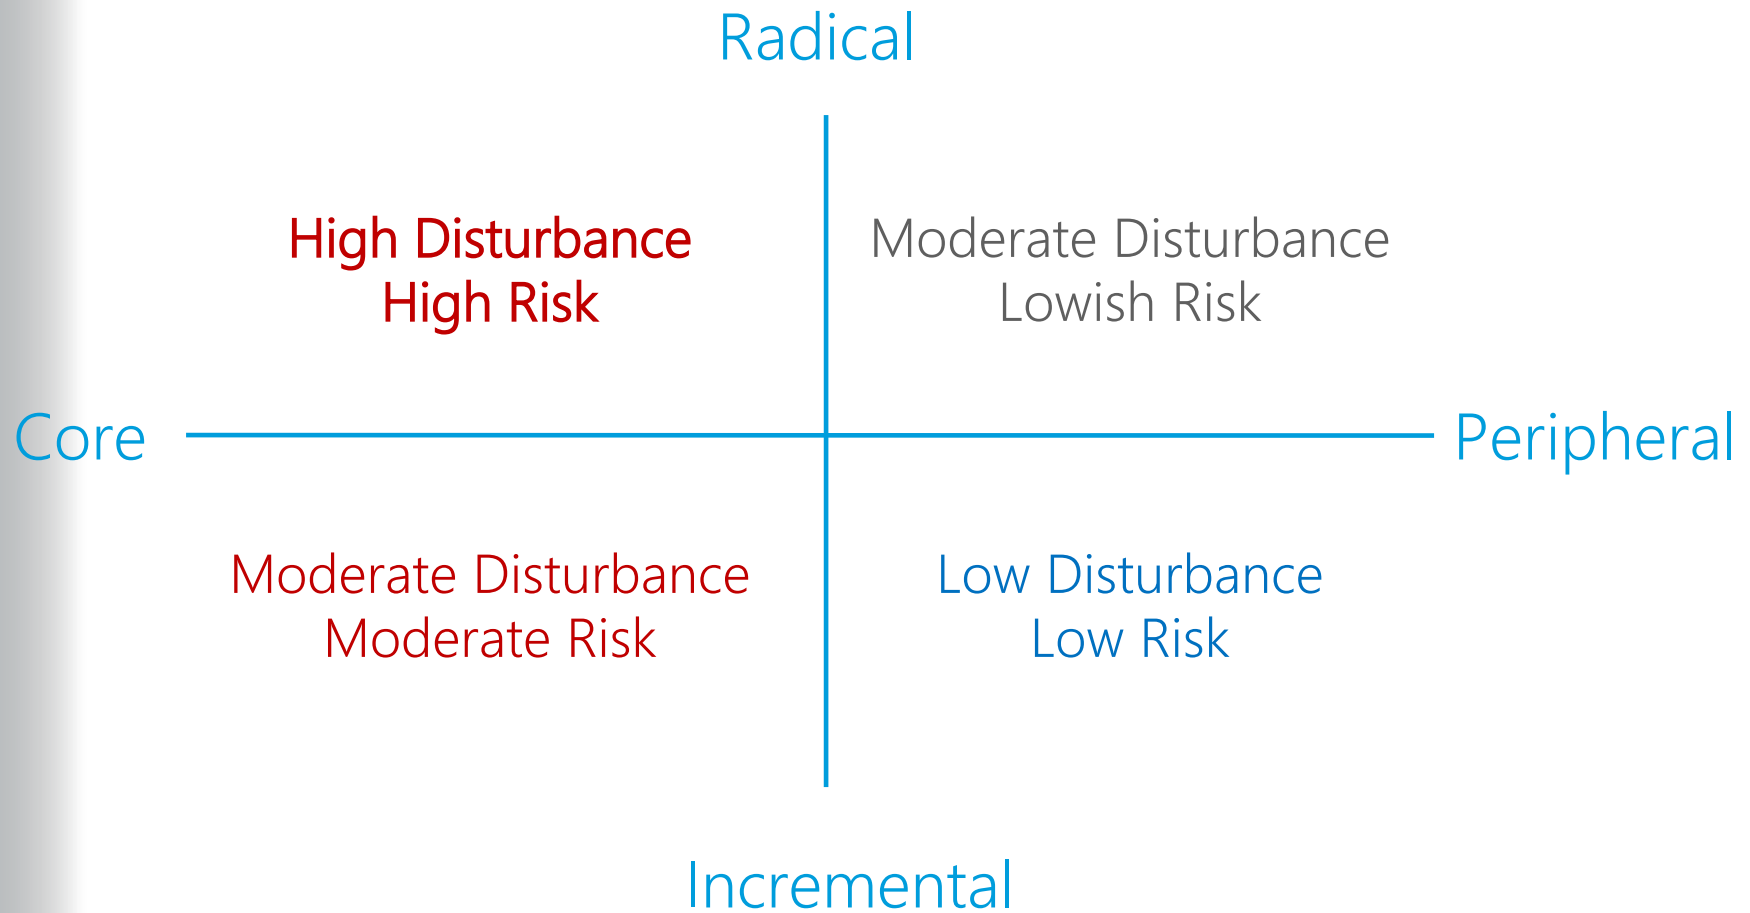 Radical
High Disturbance
High Risk
Moderate Disturbance
Lowish Risk
Core
Peripheral
Moderate Disturbance
Moderate Risk
Low Disturbance
Low Risk
Incremental